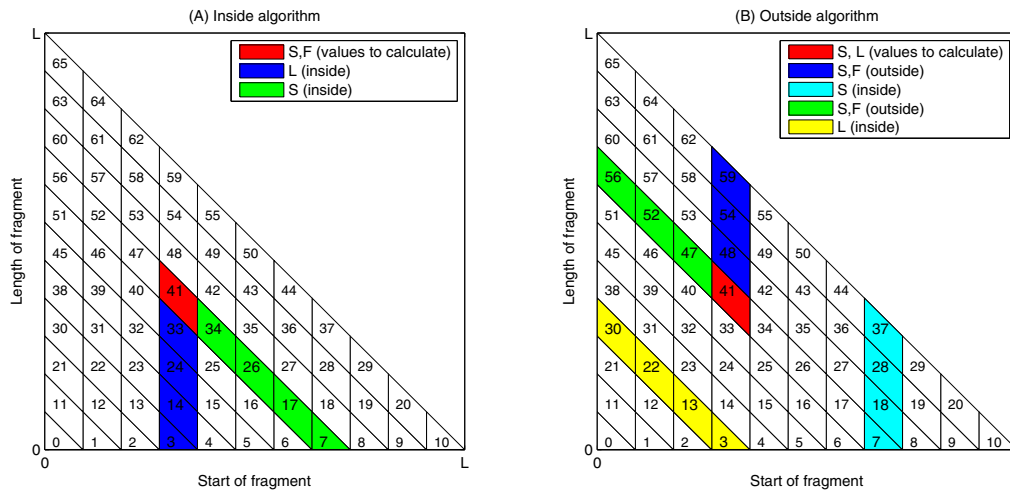 (A) Inside algorithm
L
S,F (values to calculate)
L (inside)
S (inside)
65
63 64
60 61 62
56 57 58 59
51 52 53 54 55
45 46 47 48 49 50
38 39 40 41 42 43 44
30 31 32 33 34 35 36 37
21 22 23 24 25 26 27 28 29
11 12 13 14 15 16 17 18 19 20
0 1 2 3 4 5 6 7 8 9 10
0
0
L
Length of fragment
Start of fragment
(B) Outside algorithm
L
S, L (values to calculate)
S,F (outside)
S (inside)
S,F (outside)
L (inside)
65
63 64
60 61 62
56 57 58 59
51 52 53 54 55
45 46 47 48 49 50
38 39 40 41 42 43 44
30 31 32 33 34 35 36 37
21 22 23 24 25 26 27 28 29
11 12 13 14 15 16 17 18 19 20
0 1 2 3 4 5 6 7 8 9 10
0
0
L
Length of fragment
Start of fragment